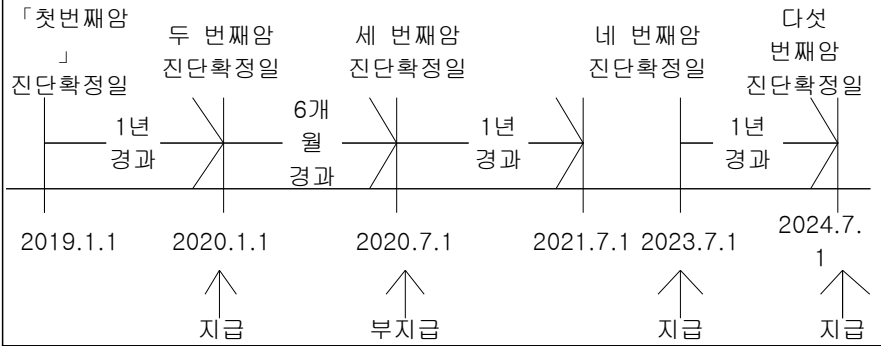 「첫번째암
」
진단확정일
두 번째암
진단확정일
세 번째암
진단확정일
네 번째암
진단확정일
다섯
번째암
진단확정일
1년
경과
6개
월
경과
1년
경과
1년
경과
2019.1.1
2020.1.1
2020.7.1
2021.7.1
2023.7.1
2024.7.
1
지급
부지급
지급
지급